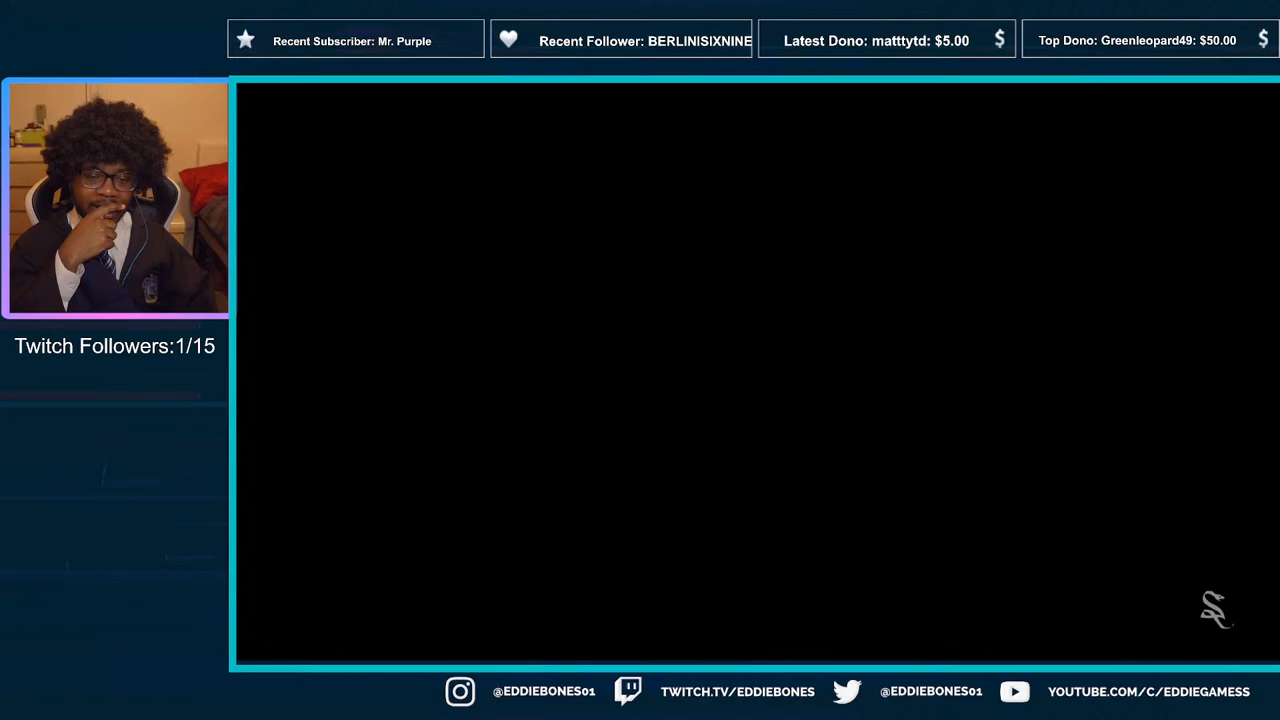 Recent Subscriber: Mr. Purple
Recent Follower: BERLINISIXNINE
Latest Dono: matttytd: $5.00
$
Top Dono: Greenleopard49: $50.00
$
Twitch Followers:1/15
@EDDIEBONES01
TWITCH.TV/EDDIEBONES
@EDDIEBONES01
YOUTUBE.COM/C/EDDIEGAMESS